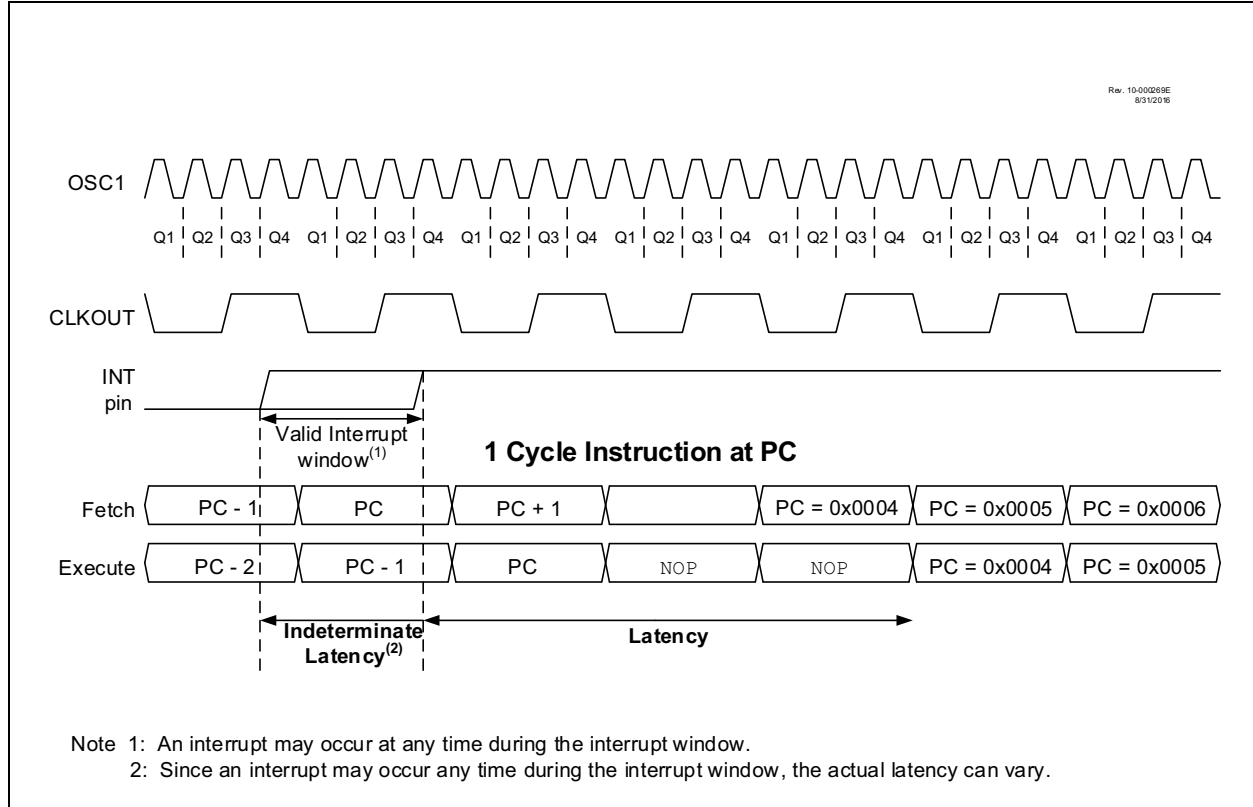 Rev. 10-000269E
8/31/2016
OSC1
Q1 Q2 Q3 Q4 Q1 Q2 Q3 Q4 Q1 Q2 Q3 Q4 Q1 Q2 Q3 Q4 Q1 Q2 Q3 Q4 Q1 Q2 Q3 Q4 Q1 Q2 Q3 Q4
CLKOUT
INT
pin
Valid Interrupt
window(1)
1 Cycle Instruction at PC
Fetch PC - 1 PC PC + 1 PC = 0x0004 PC = 0x0005 PC = 0x0006
Execute PC - 2 PC - 1 PC NOP NOP PC = 0x0004 PC = 0x0005
Indeterminate
Latency(2)
Latency
Note 1: An interrupt may occur at any time during the interrupt window.
2: Since an interrupt may occur any time during the interrupt window, the actual latency can vary.